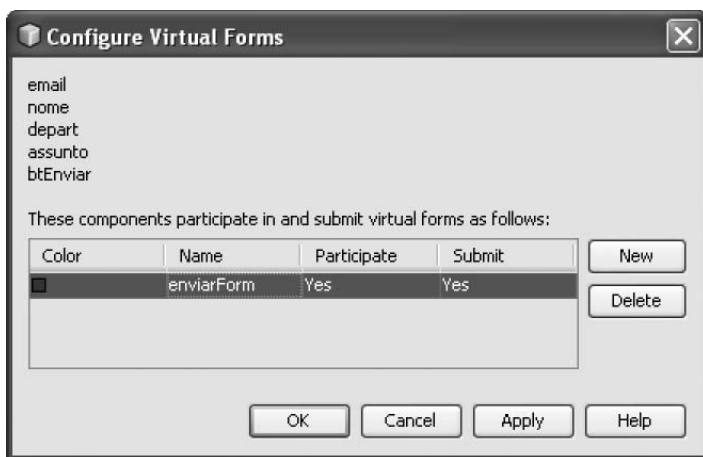 Configure Virtual Forms
email
nome
depart
assunto
btEnviar
These components participate in and submit virtual forms as follows:
Color Name Participate Submit
enviarForm Yes Yes
New
Delete
OK Cancel Apply Help